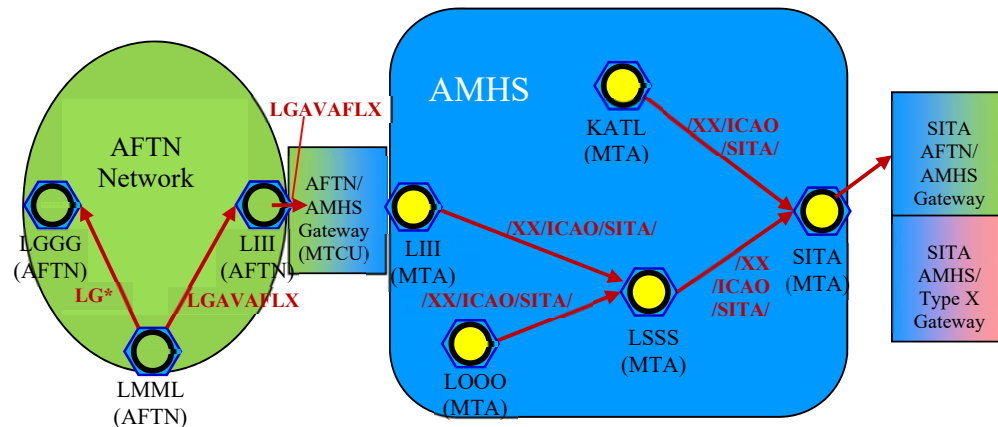 AFTN
Network
LGGG
(AFTN)
LG*
LMML
(AFTN)
LGAVAFLX
LIII
(AFTN)
LGAVAFLX
AFTN/
AMHS
Gateway
(MTCU)
AMHS
LIII
(MTA)
/XX/ICAO/SITA/
/XX/ICAO/SITA/
LOOO
(MTA)
KATL
(MTA)
/XX/ICAO
/SITA/
LSSS
(MTA)
/XX
/ICAO
/SITA/
SITA
(MTA)
SITA
AFTN/
AMHS
Gateway
SITA
AMHS/
Type X
Gateway